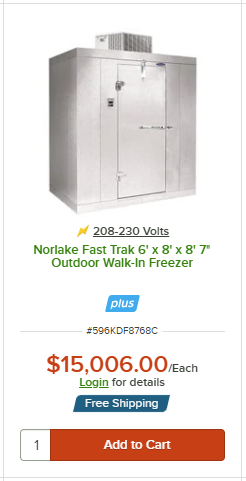 208-230 Volts
Norlake Fast Trak 6' x 8' x 8' 7"
Outdoor Walk-In Freezer
plus
#596KDF8768C
$15,006.00/Each
Login for details
Free Shipping
1
Add to Cart